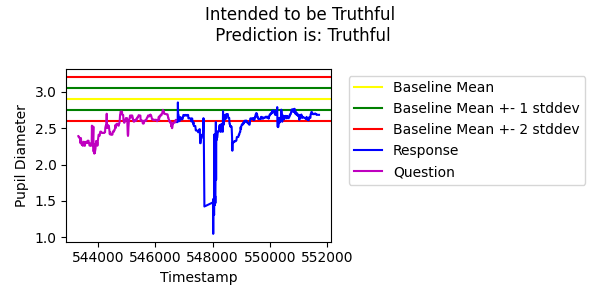 Intended to be Truthful
Prediction is: Truthful
Pupil Diameter
3.0
2.5
2.0
1.5
1.0
544000 546000 548000 550000 552000
Timestamp
Baseline Mean
Baseline Mean +- 1 stddev
Baseline Mean +- 2 stddev
Response
Question